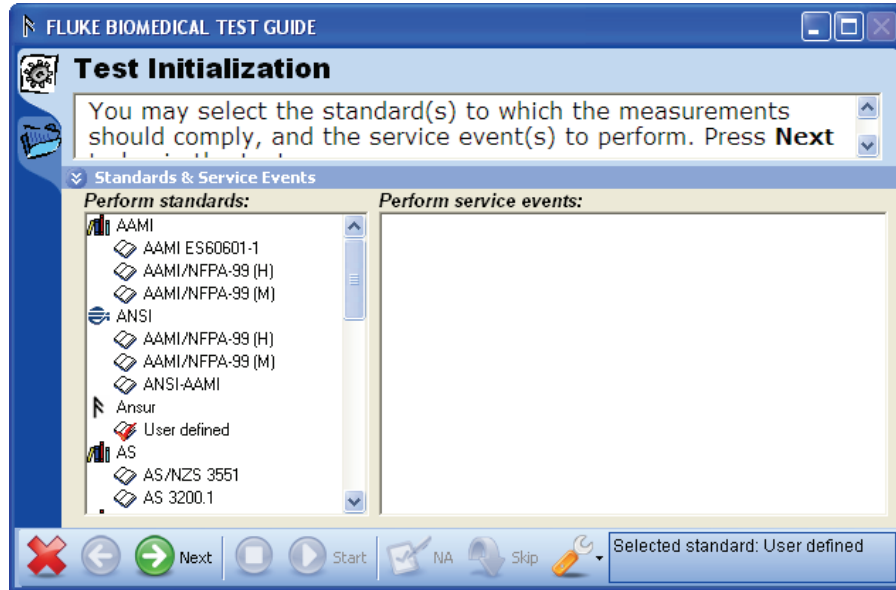 FLUKE BIOMEDICAL TEST GUIDE
Test Initialization
You may select the standard(s) to which the measurements
should comply, and the service event(s) to perform. Press Next
Standards & Service Events
Perform standards:
Perform service events:
AAMI
AAMI ES60601-1
AAMI/NFPA-99 (H)
AAMI/NFPA-99 (M)
ANSI
AAMI/NFPA-99 (H)
AAMI/NFPA-99 (M)
ANSI-AAMI
Ansur
User defined
AS
AS/NZS 3551
AS 3200.1
Next
Start
NA
Skip
Selected standard: User defined